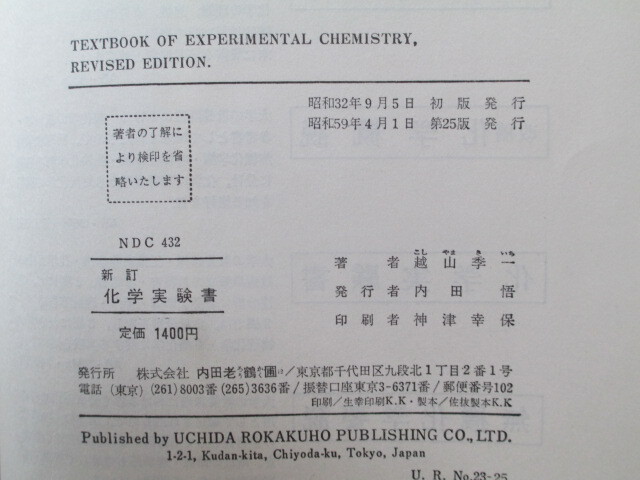 TEXTBOOK OF EXPERIMENTAL CHEMISTRY,
REVISED EDITION.
昭和32年9月5日 初版発行
昭和59年4月1日 第25版発行
著者の了解に
より検印を省
略いたします
NDC 432
新訂
化学実験書
定価 1400円
著者 越山季一
発行者 内田悟
印刷者 神津幸保
発行所 株式会社 内田老鶴圃/東京都千代田区九段北1丁目2番1号
電話(東京)(261)8003番(265)3636番/振替口座東京3-6371番/郵便番号102
印刷/生幸印刷K.K・製本/佐抜製本K.K
Published by UCHIDA ROKAKUHO PUBLISHING CO., LTD.
1-2-1, Kudan-kita, Chiyoda-ku, Tokyo, Japan
U. R. No.23-25